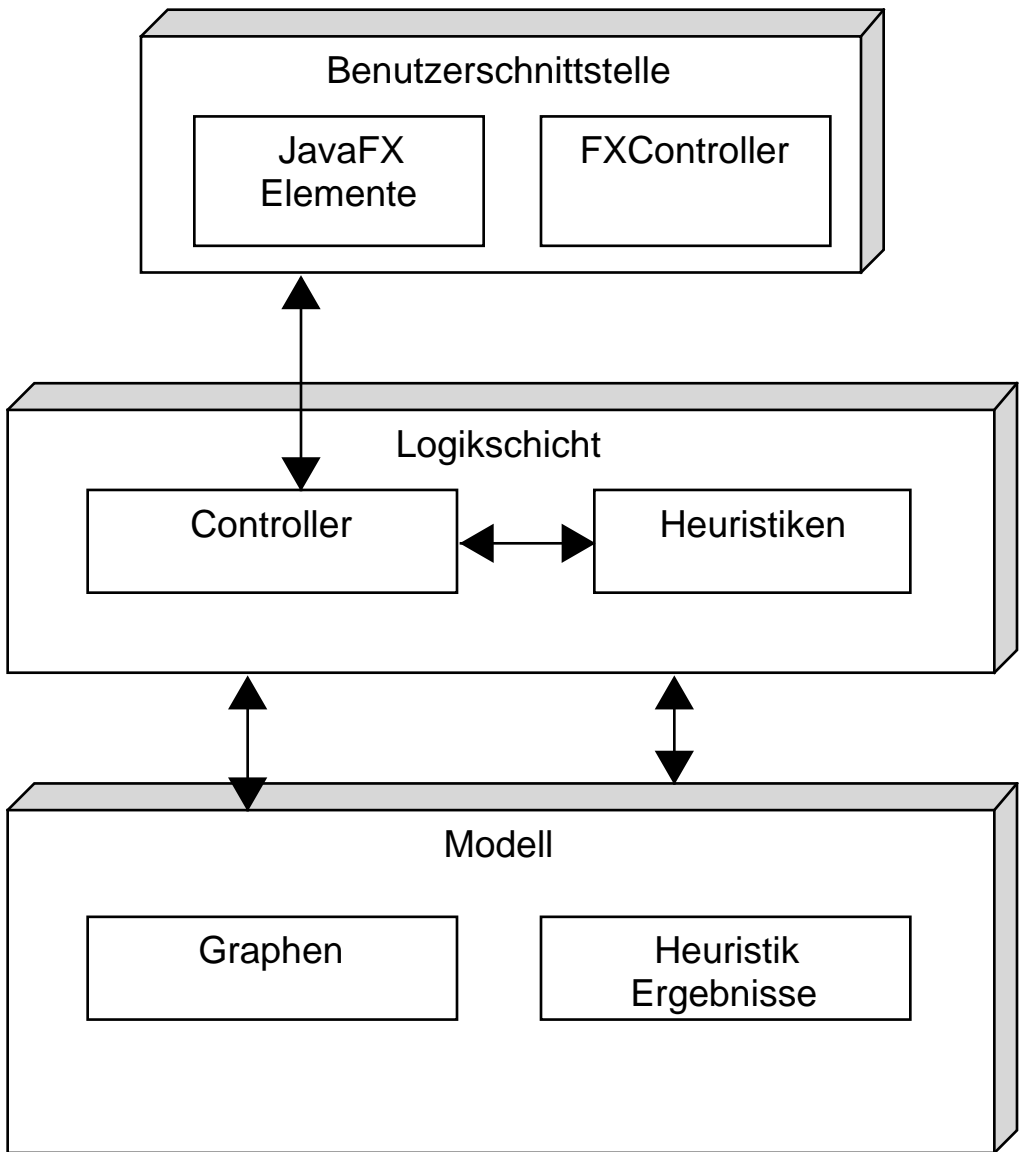 Benutzerschnittstelle
JavaFX
Elemente
FXController
Logikschicht
Controller
Heuristiken
Modell
Graphen
Heuristik
Ergebnisse